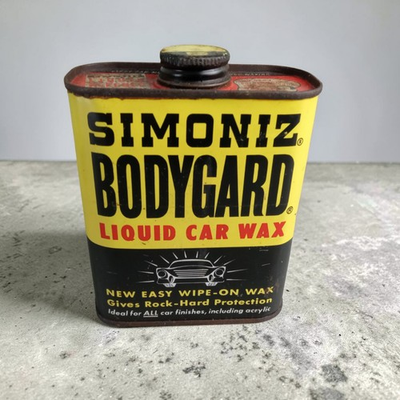 SIMONIZ®
BODYGARD®
LIQUID CAR WAX
NEW EASY WIPE-ON WAX
Gives Rock-Hard Protection
Ideal for ALL car finishes, including acrylic